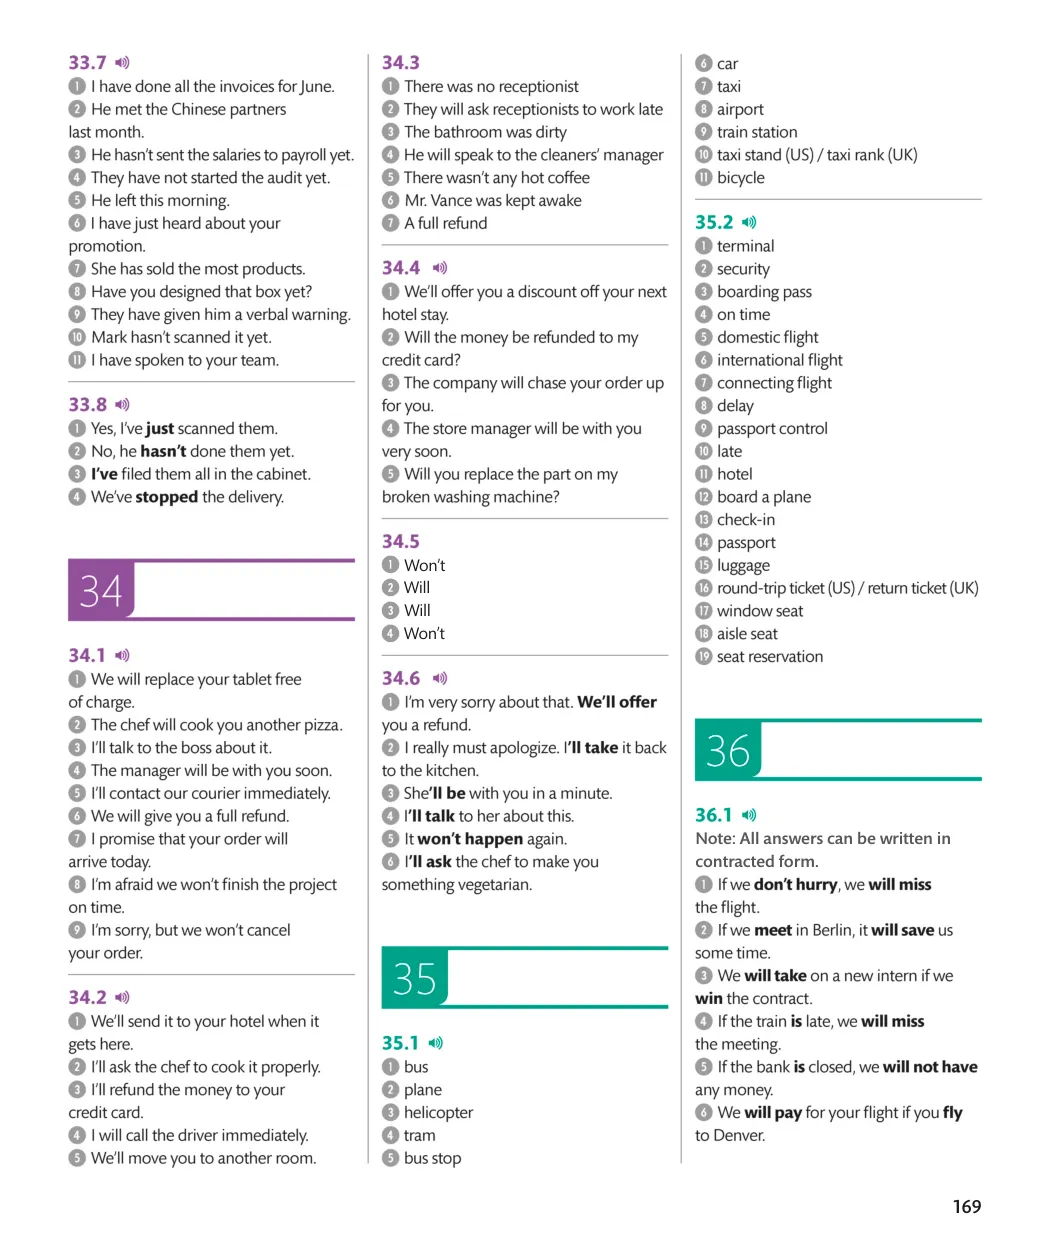 33.7
1 I have done all the invoices for June.
2 He met the Chinese partners
last month.
3 He hasn't sent the salaries to payroll yet.
4 They have not started the audit yet.
5 He left this morning.
6 I have just heard about your
promotion.
7 She has sold the most products.
8 Have you designed that box yet?
9 They have given him a verbal warning.
10 Mark hasn't scanned it yet.
11 I have spoken to your team.
33.8
1 Yes, I've just scanned them.
2 No, he hasn't done them yet.
3 I've filed them all in the cabinet.
4 We've stopped the delivery.
34
34.1
1 We will replace your tablet free
of charge.
2 The chef will cook you another pizza.
3 I'll talk to the boss about it.
4 The manager will be with you soon.
5 I'll contact our courier immediately.
6 We will give you a full refund.
7 I promise that your order will
arrive today.
8 I'm afraid we won't finish the project
on time.
9 I'm sorry, but we won't cancel
your order.
34.2
1 We'll send it to your hotel when it
gets here.
2 I'll ask the chef to cook it properly.
3 I'll refund the money to your
credit card.
4 I will call the driver immediately.
5 We'll move you to another room.
34.3
1 There was no receptionist
2 They will ask receptionists to work late
3 The bathroom was dirty
4 He will speak to the cleaners' manager
5 There wasn't any hot coffee
6 Mr. Vance was kept awake
7 A full refund
34.4
1 We'll offer you a discount off your next
hotel stay.
2 Will the money be refunded to my
credit card?
3 The company will chase your order up
for you.
4 The store manager will be with you
very soon.
5 Will you replace the part on my
broken washing machine?
34.5
1 Won't
2 Will
3 Will
4 Won't
34.6
1 I'm very sorry about that. We'll offer
you a refund.
2 I really must apologize. I'll take it back
to the kitchen.
3 She'll be with you in a minute.
4 I'll talk to her about this.
5 It won't happen again.
6 I'll ask the chef to make you
something vegetarian.
35
35.1
1 bus
2 plane
3 helicopter
4 tram
5 bus stop
6 car
7 taxi
8 airport
9 train station
10 taxi stand (US) / taxi rank (UK)
11 bicycle
35.2
1 terminal
2 security
3 boarding pass
4 on time
5 domestic flight
6 international flight
7 connecting flight
8 delay
9 passport control
10 late
11 hotel
12 board a plane
13 check-in
14 passport
15 luggage
16 round-trip ticket (US) / return ticket (UK)
17 window seat
18 aisle seat
19 seat reservation
36
36.1
Note: All answers can be written in
contracted form.
1 If we don't hurry, we will miss
the flight.
2 If we meet in Berlin, it will save us
some time.
3 We will take on a new intern if we
win the contract.
4 If the train is late, we will miss
the meeting.
5 If the bank is closed, we will not have
any money.
6 We will pay for your flight if you fly
to Denver.
169